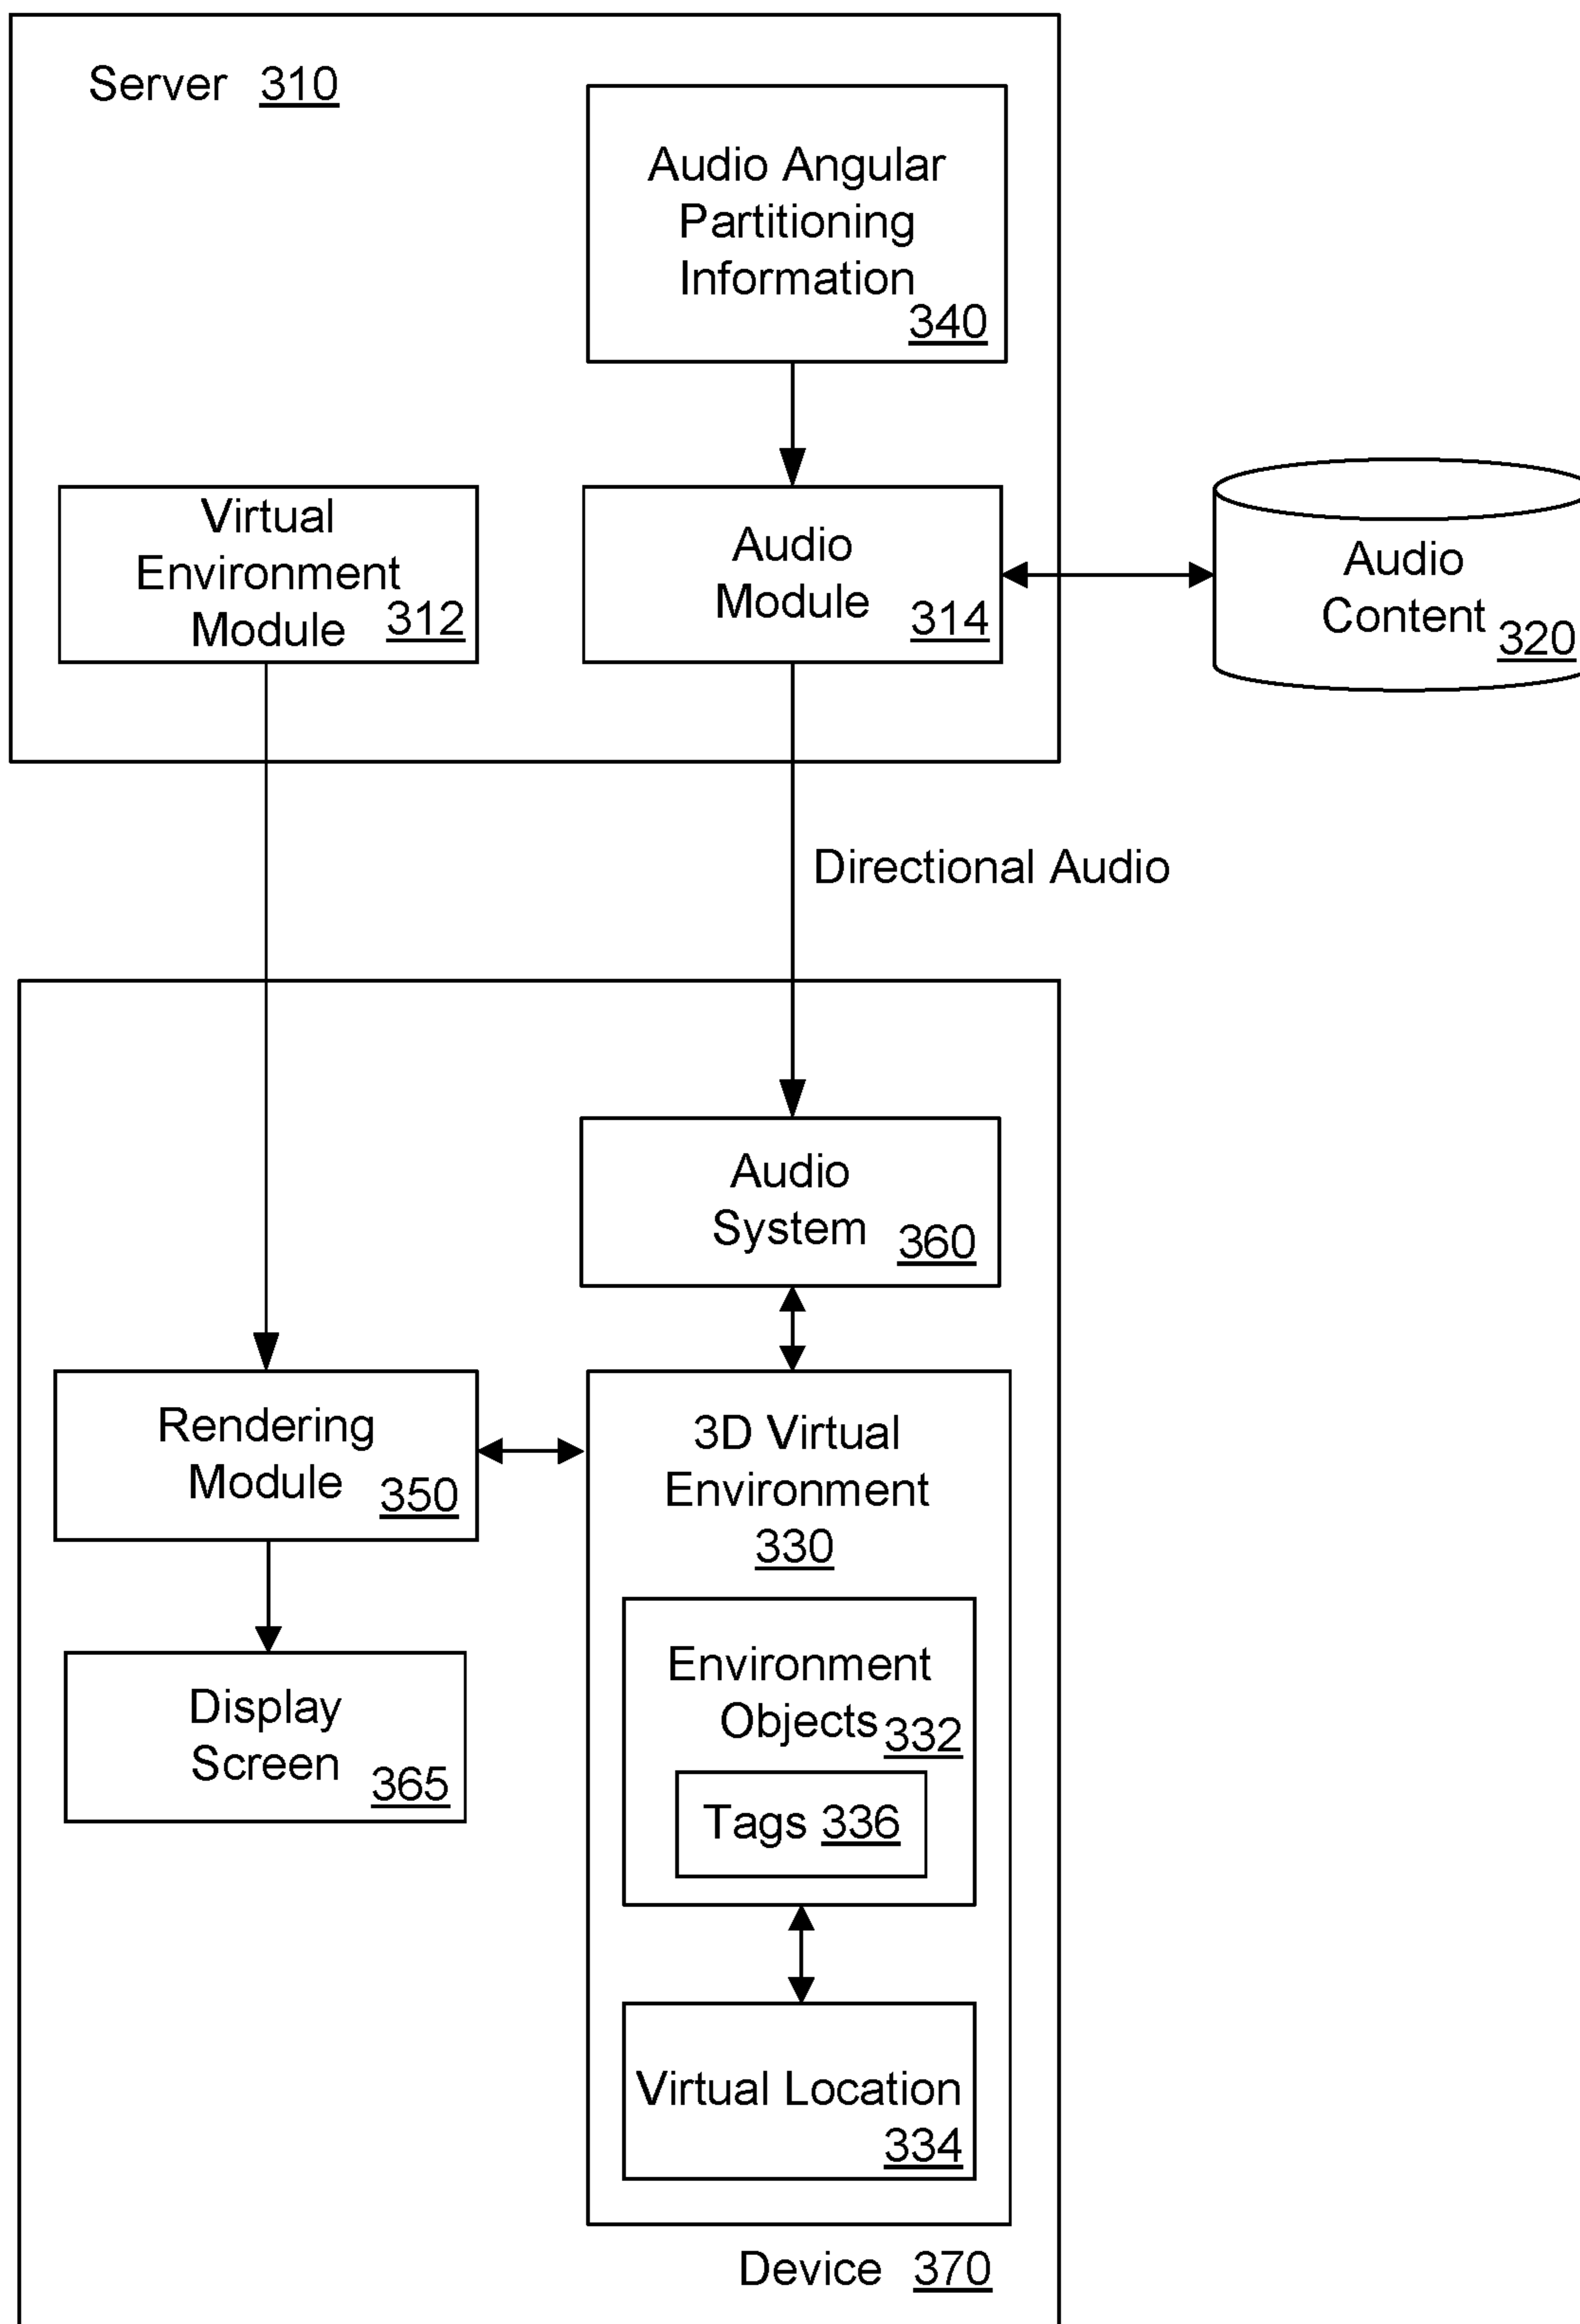 Server 310
Audio Angular
Partitioning
Information
340
Virtual
Environment
Module 312
Audio
Module 314
Audio
Content 320
Directional Audio
Audio
System 360
Rendering
Module 350
3D Virtual
Environment
330
Environment
Objects 332
Tags 336
Display
Screen 365
Virtual Location
334
Device 370